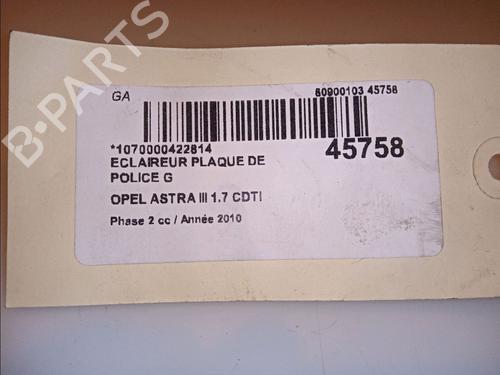 GA
80900103 45758
*1070000422814
45758
ECLAIREUR PLAQUE DE
POLICE G
OPEL ASTRA III 1.7 CDTI
Phase 2 cc / Année 2010
B-PARTS